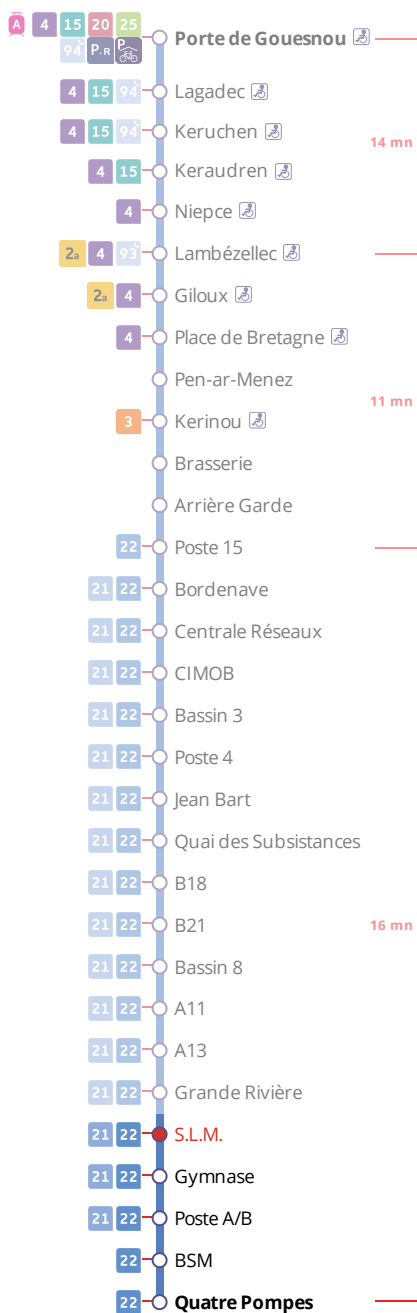 A 4 15 20 25
94 P.R P
Porte de Gouesnou
4 15 94 Lagadec
4 15 94 Keruchen
14 mn
4 15 Keraudren
4 Niepce
2a 4 93 Lambézellec
2a 4 Giloux
4 Place de Bretagne
Pen-ar-Menez
11 mn
3 Kerinou
Brasserie
Arrière Garde
22 Poste 15
21 22 Bordenave
21 22 Centrale Réseaux
21 22 CIMOB
21 22 Bassin 3
21 22 Poste 4
21 22 Jean Bart
21 22 Quai des Subsistances
21 22 B18
21 22 B21
16 mn
21 22 Bassin 8
21 22 A11
21 22 A13
21 22 Grande Rivière
21 22 S.L.M.
21 22 Gymnase
21 22 Poste A/B
22 BSM
22 Quatre Pompes